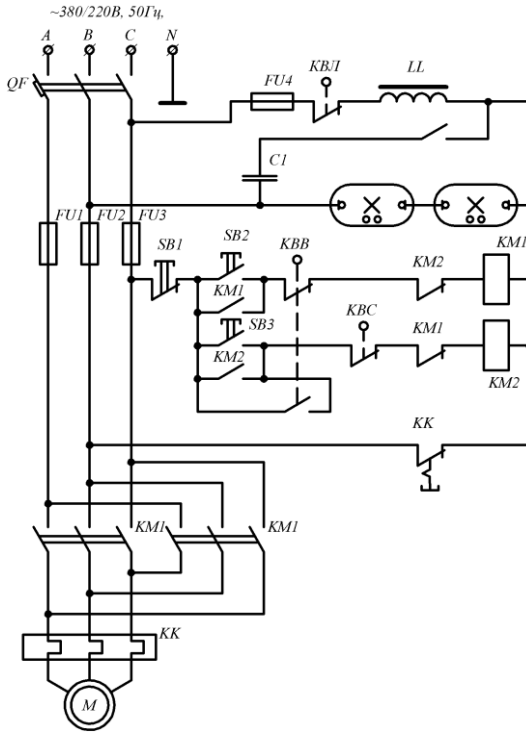 ~380/220В, 50Гц,
A B C N
QF
FU4 КВЛ LL
C1
FU1 FU2 FU3
SB1 SB2 КВВ KM2 KM1
KM1
SB3 КВС KM1
KM2 KM2
KK
KM1 KM1
KK
M